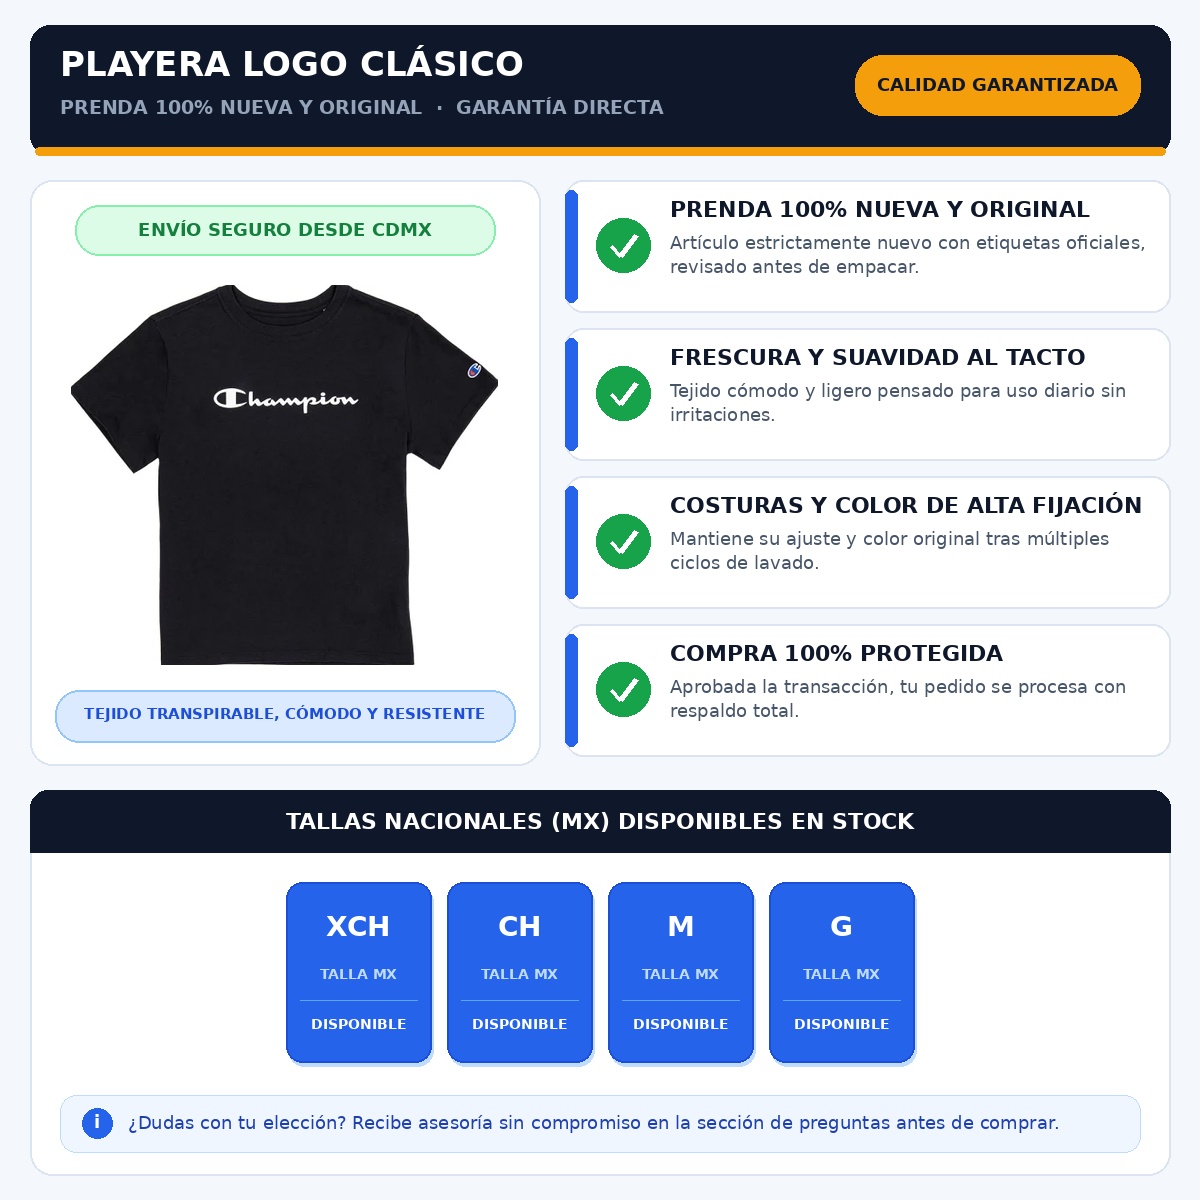 PLAYERA LOGO CLÁSICO
PRENDA 100% NUEVA Y ORIGINAL · GARANTÍA DIRECTA
CALIDAD GARANTIZADA
ENVÍO SEGURO DESDE CDMX
Champion
TEJIDO TRANSPIRABLE, CÓMODO Y RESISTENTE
PRENDA 100% NUEVA Y ORIGINAL
Artículo estrictamente nuevo con etiquetas oficiales,
revisado antes de empacar.
FRESCURA Y SUAVIDAD AL TACTO
Tejido cómodo y ligero pensado para uso diario sin
irritaciones.
COSTURAS Y COLOR DE ALTA FIJACIÓN
Mantiene su ajuste y color original tras múltiples
ciclos de lavado.
COMPRA 100% PROTEGIDA
Aprobada la transacción, tu pedido se procesa con
respaldo total.
TALLAS NACIONALES (MX) DISPONIBLES EN STOCK
XCH
TALLA MX
DISPONIBLE
CH
TALLA MX
DISPONIBLE
M
TALLA MX
DISPONIBLE
G
TALLA MX
DISPONIBLE
i
¿Dudas con tu elección? Recibe asesoría sin compromiso en la sección de preguntas antes de comprar.